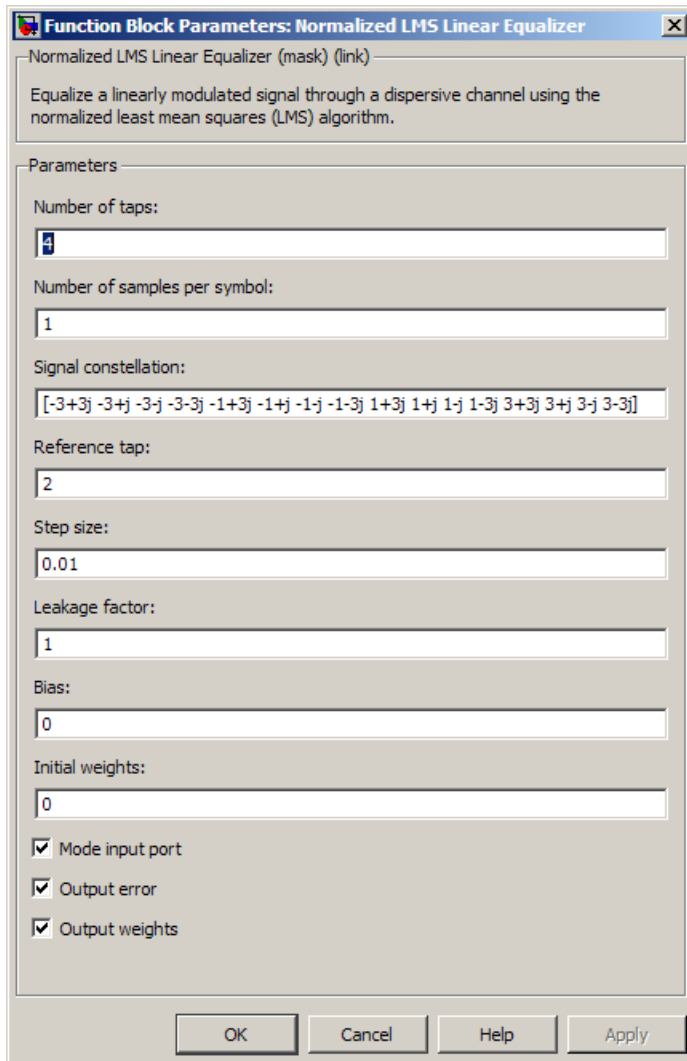 Function Block Parameters: Normalized LMS Linear Equalizer
Normalized LMS Linear Equalizer (mask) (link)
Equalize a linearly modulated signal through a dispersive channel using the
normalized least mean squares (LMS) algorithm.
Parameters
Number of taps:
4
Number of samples per symbol:
1
Signal constellation:
[-3+3j -3+j -3-j -3-3j -1+3j -1+j -1-j -1-3j 1+3j 1+j 1-j 1-3j 3+3j 3+j 3-j 3-3j]
Reference tap:
2
Step size:
0.01
Leakage factor:
1
Bias:
0
Initial weights:
0
Mode input port
Output error
Output weights
OK Cancel Help Apply